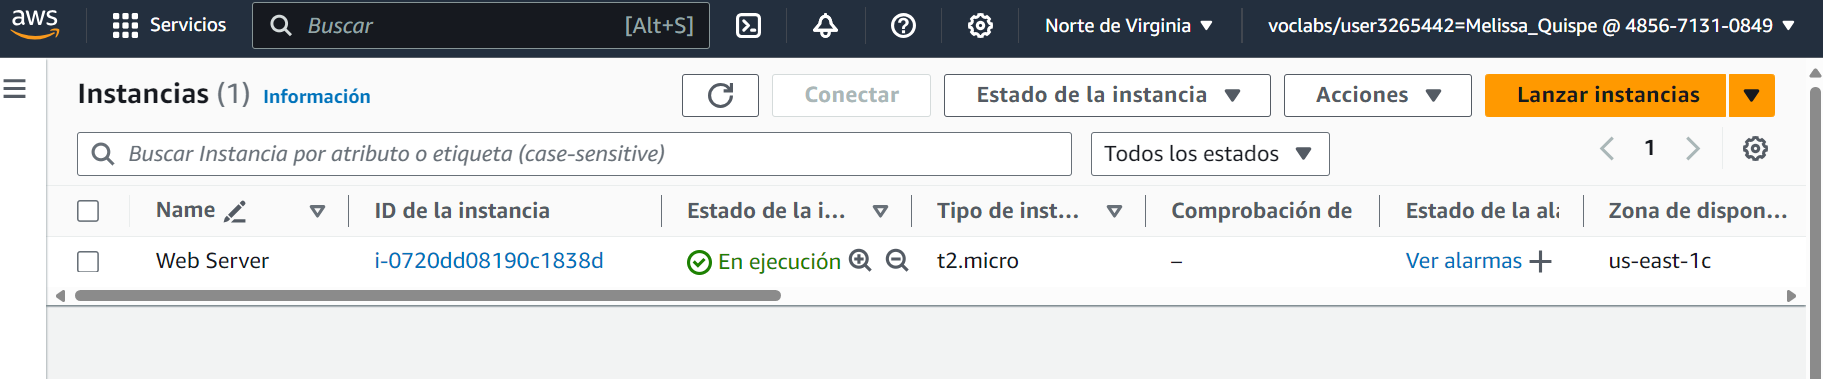 aws Servicios Buscar [Alt+S] Norte de Virginia voclabs/user3265442=Melissa_Quispe @ 4856-7131-0849
Instancias (1) Información Conectar Estado de la instancia Acciones Lanzar instancias
Buscar Instancia por atributo o etiqueta (case-sensitive) Todos los estados 1
Name ID de la instancia Estado de la i... Tipo de inst... Comprobación de Estado de la ala Zona de dispon...
Web Server i-0720dd08190c1838d En ejecución t2.micro – Ver alarmas + us-east-1c